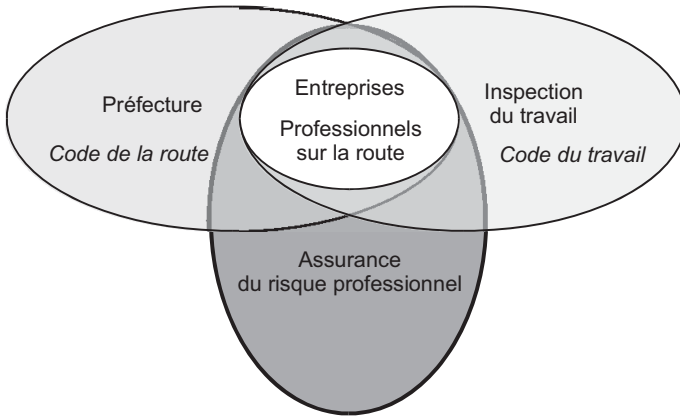 Préfecture
Code de la route
Entreprises
Professionnels
sur la route
Inspection
du travail
Code du travail
Assurance
du risque professionnel